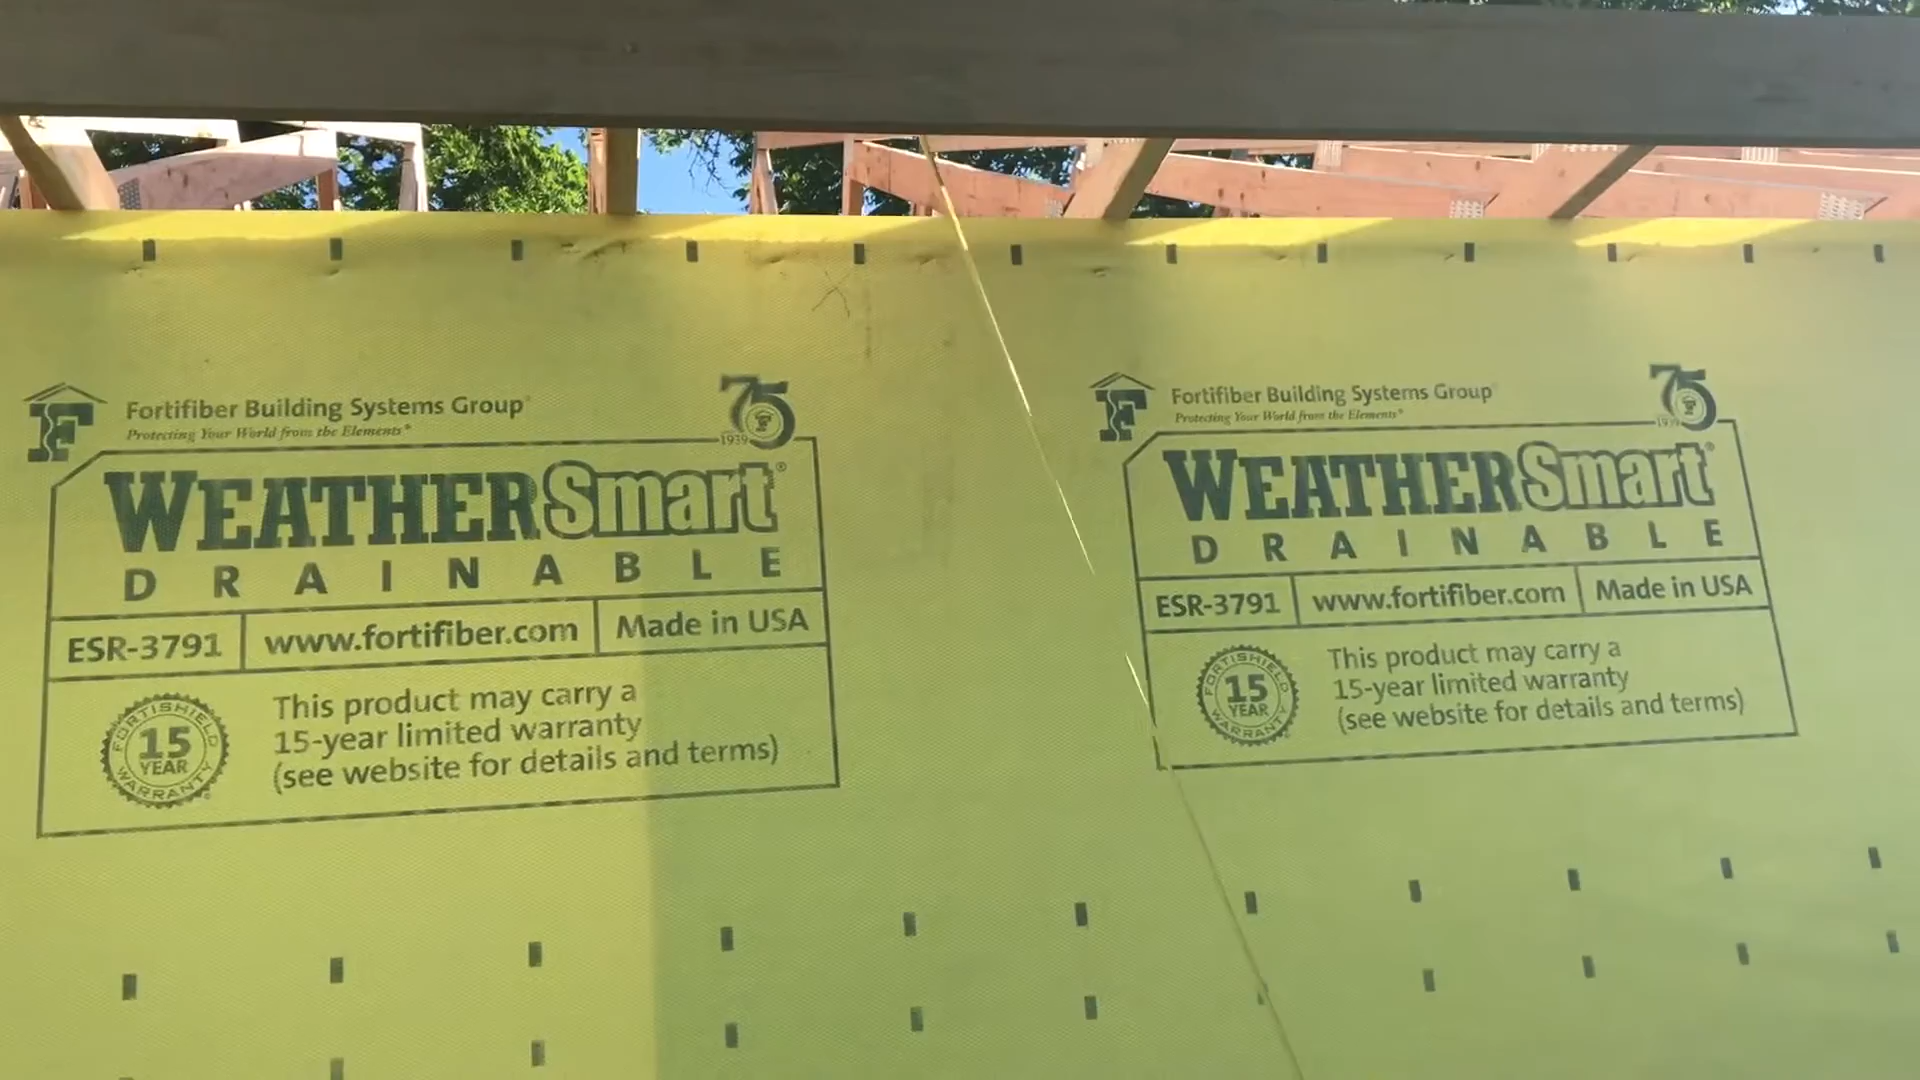 Fortifiber Building Systems Group
Protecting Your World from the Elements®
75
1939
WEATHERSmart®
DRAINABLE
ESR-3791
www.fortifiber.com
Made in USA
FORTISHIELD
15
YEAR
WARRANTY
This product may carry a
15-year limited warranty
(see website for details and terms)
Fortifiber Building Systems Group
Protecting Your World from the Elements®
75
1939
WEATHERSmart®
DRAINABLE
ESR-3791
www.fortifiber.com
Made in USA
FORTISHIELD
15
YEAR
WARRANTY
This product may carry a
15-year limited warranty
(see website for details and terms)